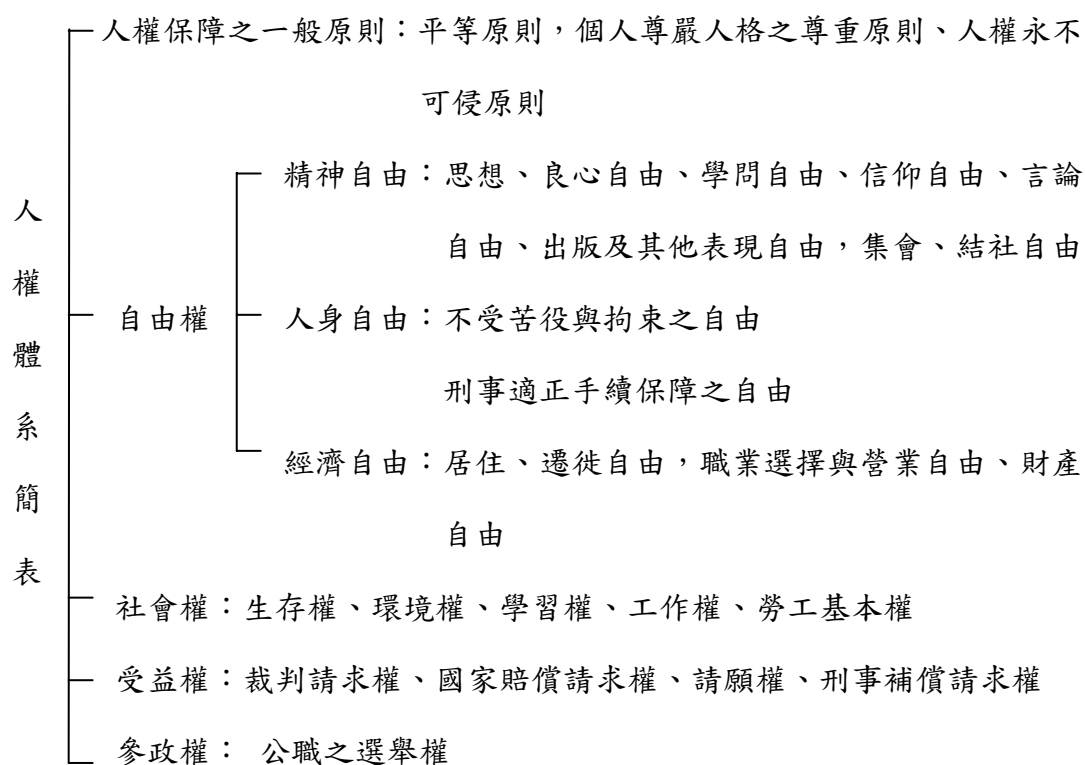 人權體系簡表
人權保障之一般原則：平等原則，個人尊嚴人格之尊重原則、人權永不
可侵原則
自由權
精神自由：思想、良心自由、學問自由、信仰自由、言論
自由、出版及其他表現自由，集會、結社自由
人身自由：不受苦役與拘束之自由
刑事適正手續保障之自由
經濟自由：居住、遷徙自由，職業選擇與營業自由、財產
自由
社會權：生存權、環境權、學習權、工作權、勞工基本權
受益權：裁判請求權、國家賠償請求權、請願權、刑事補償請求權
參政權： 公職之選舉權